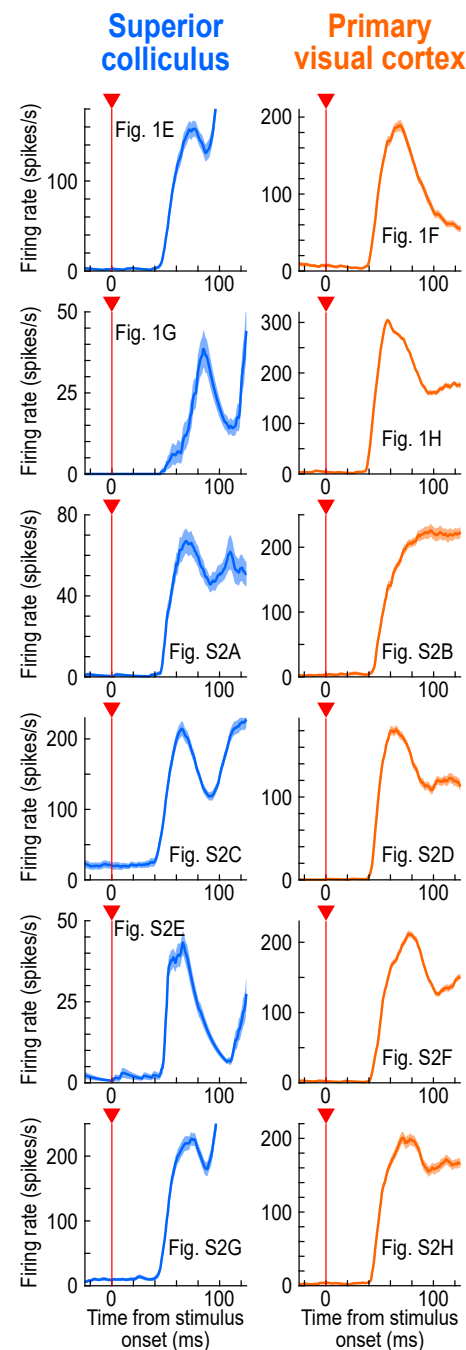 Superior
colliculus
Primary
visual cortex
Firing rate (spikes/s)
100
0
0
100
Fig. 1E
200
100
0
0
100
Fig. 1F
Firing rate (spikes/s)
50
25
0
0
100
Fig. 1G
300
200
100
0
0
100
Fig. 1H
Firing rate (spikes/s)
80
40
0
0
100
Fig. S2A
200
100
0
0
100
Fig. S2B
Firing rate (spikes/s)
200
100
0
0
100
Fig. S2C
200
100
0
0
100
Fig. S2D
Firing rate (spikes/s)
50
25
0
0
100
Fig. S2E
200
100
0
0
100
Fig. S2F
Firing rate (spikes/s)
200
100
0
0
100
Fig. S2G
200
100
0
0
100
Fig. S2H
Time from stimulus
onset (ms)
Time from stimulus
onset (ms)